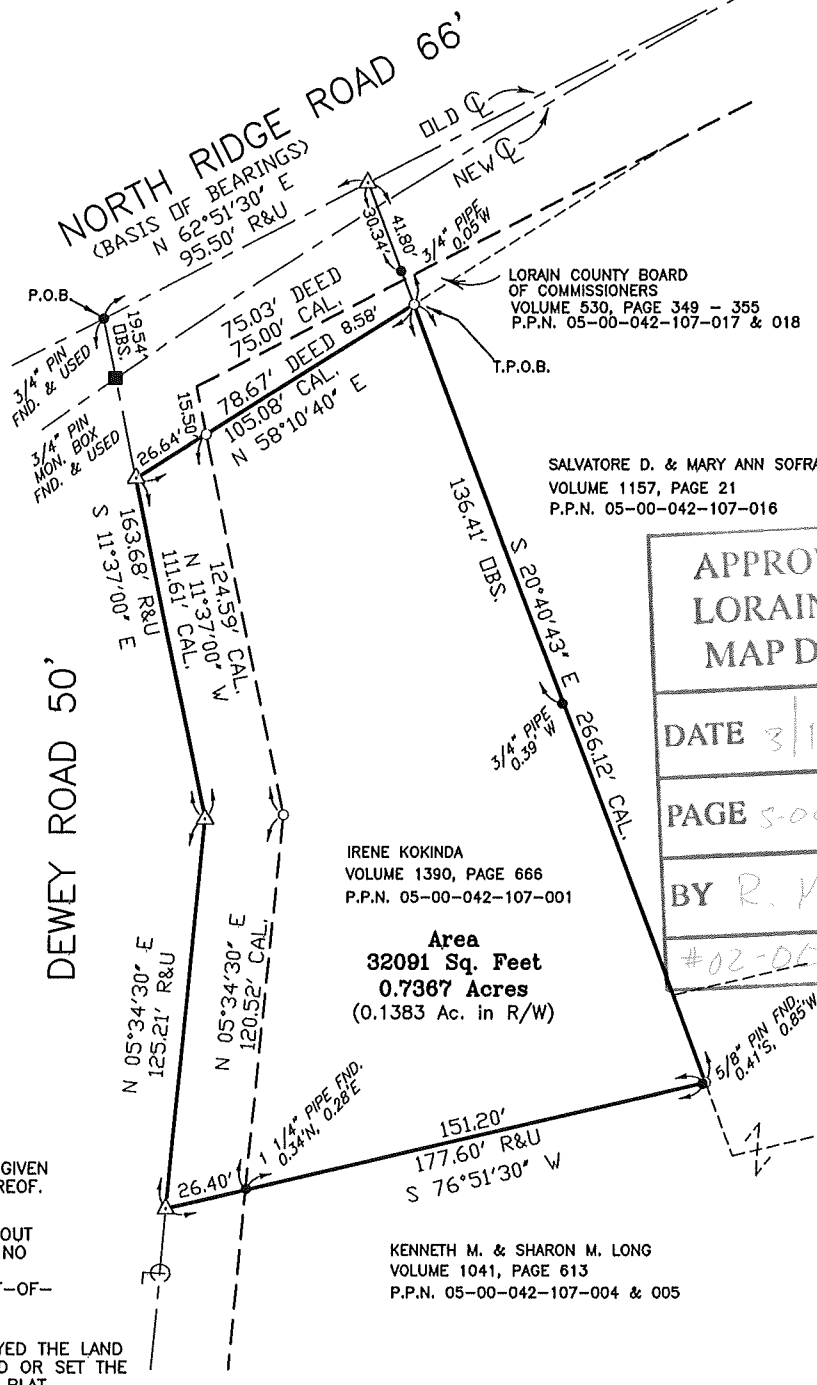 NORTH RIDGE ROAD 66'
(BASIS OF BEARINGS)
N 62°51'30" E
95.50' R&U
OLD ℄
NEW ℄
P.O.B.
3/4" PIN
FND. & USED
19.54'
OBS.
3/4" PIN
MON. BOX
FND. & USED
30.34'
41.80'
3/4" PIPE
0.05'W
75.03' DEED
75.00' CAL.
LORAIN COUNTY BOARD
OF COMMISSIONERS
VOLUME 530, PAGE 349 - 355
P.P.N. 05-00-042-107-017 & 018
T.P.O.B.
15.50'
26.64'
78.67' DEED 8.58'
105.08' CAL.
N 58°10'40" E
SALVATORE D. & MARY ANN SOFRA
VOLUME 1157, PAGE 21
P.P.N. 05-00-042-107-016
163.68' R&U
111.61' CAL.
S 11°37'00" E
124.59' CAL.
N 11°37'00" W
136.41' OBS.
S 20°40'43" E
266.12' CAL.
3/4" PIPE
0.39' W
DEWEY ROAD 50'
APPRO
LORAIN
MAP D
DATE 3/1
PAGE
BY R.
#02-
IRENE KOKINDA
VOLUME 1390, PAGE 666
P.P.N. 05-00-042-107-001
Area
32091 Sq. Feet
0.7367 Acres
(0.1383 Ac. in R/W)
N 05°34'30" E
125.21' R&U
N 05°34'30" E
120.52' CAL.
1 1/4" PIPE FND.
0.34'N, 0.28'E
5/8" PIN FND.
0.41'S, 0.85'W
26.40'
151.20'
177.60' R&U
S 76°51'30" W
GIVEN
REOF.
OUT
NO
T-OF-
YED THE LAND
D OR SET THE
PLAT
KENNETH M. & SHARON M. LONG
VOLUME 1041, PAGE 613
P.P.N. 05-00-042-107-004 & 005